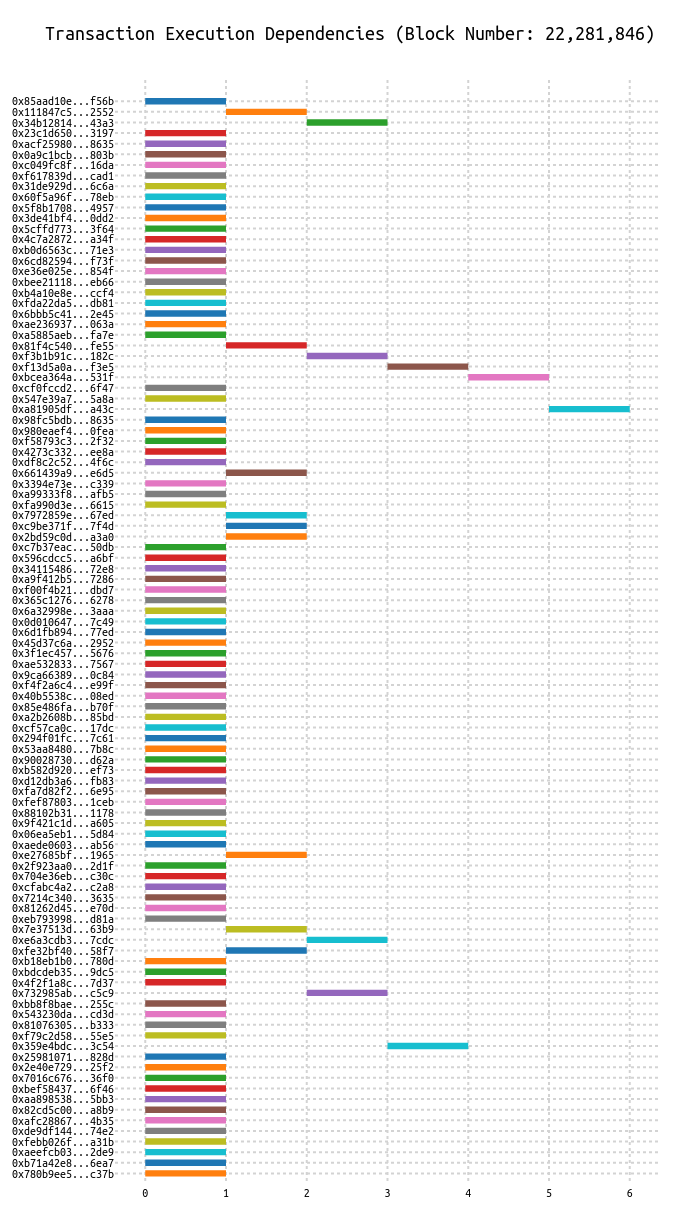 Transaction Execution Dependencies (Block Number: 22,281,846)
0x85aad10e...f56b
0x111847c5...2552
0x34b12814...43a3
0x23c1d650...3197
0xacf25980...8635
0x0a9c1bcb...803b
0xc049fc8f...16da
0xf617839d...cad1
0x31de929d...6c6a
0x60f5a96f...78eb
0x5f8b1708...4957
0x3de41bf4...0dd2
0x5cffd773...3f64
0x4c7a2872...a34f
0xb0d6563c...71e3
0x6cd82594...f73f
0xe36e025e...854f
0xbee21118...eb66
0xb4a10e8e...ccf4
0xfda22da5...db81
0x6bbb5c41...2e45
0xae236937...063a
0xa5885aeb...fa7e
0x81f4c540...fe55
0xf3b1b91c...182c
0xf13d5a0a...f3e5
0xbcea364a...531f
0xcf0fccd2...6f47
0x547e39a7...5a8a
0xa81905df...a43c
0x98fc5bdb...8635
0x980eaef4...0fea
0xf58793c3...2f32
0x4273c332...ee8a
0xdf8c2c52...4f6c
0x661439a9...e6d5
0x3394e73e...c339
0xa99333f8...afb5
0xfa990d3e...6615
0x7972859e...67ed
0xc9be371f...7f4d
0x2bd59c0d...a3a0
0xc7b37eac...50db
0x596cdcc5...a6bf
0x34115486...72e8
0xa9f412b5...7286
0xf00f4b21...dbd7
0x365c1276...6278
0x6a32998e...3aaa
0x0d010647...7c49
0x6d1fb894...77ed
0x45d37c6a...2952
0x3f1ec457...5676
0xae532833...7567
0x9ca66389...0c84
0xf4f2a6c4...e99f
0x40b5538c...08ed
0x85e486fa...b70f
0xa2b2608b...85bd
0xcf57ca0c...17dc
0x294f01fc...7c61
0x53aa8480...7b8c
0x90028730...d62a
0xb582d920...ef73
0xd12db3a6...fb83
0xfa7d82f2...6e95
0xfef87803...1ceb
0x88102b31...1178
0x9f421c1d...a605
0x06ea5eb1...5d84
0xaede0603...ab56
0xe27685bf...1965
0x2f923aa0...2d1f
0x704e36eb...c30c
0xcfabc4a2...c2a8
0x7214c340...3635
0x81262d45...e70d
0xeb793998...d81a
0x7e37513d...63b9
0xe6a3cdb3...7cdc
0xfe32bf40...58f7
0xb18eb1b0...780d
0xbdcdeb35...9dc5
0x4f2f1a8c...7d37
0x732985ab...c5c9
0xbb8f8bae...255c
0x543230da...cd3d
0x81076305...b333
0xf79c2d58...55e5
0x359e4bdc...3c54
0x25981071...828d
0x2e40e729...25f2
0x7016c676...36f0
0xbef58437...6f46
0xaa898538...5bb3
0x82cd5c00...a8b9
0xafc28867...4b35
0xde9df144...74e2
0xfebb026f...a31b
0xaeefcb03...2de9
0xb71a42e8...6ea7
0x780b9ee5...c37b
0 1 2 3 4 5 6